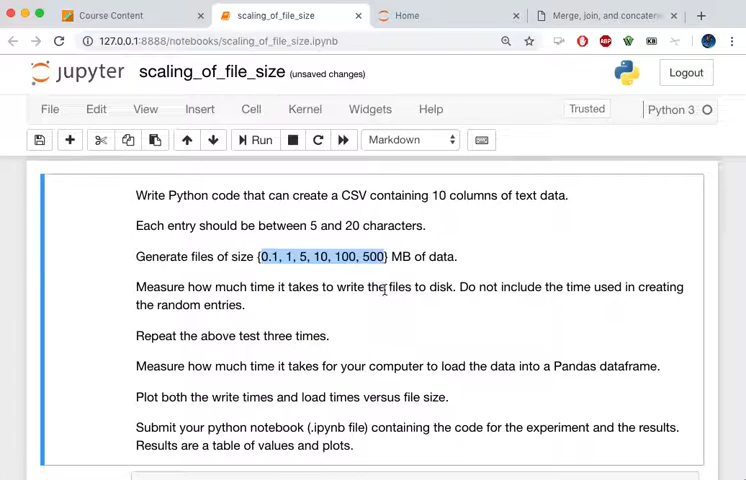 Course Content
scaling_of_file_size
Home
Merge, join, and concaten
127.0.0.1:8888/notebooks/scaling_of_file_size.ipynb
ABP
jupyter
scaling_of_file_size (unsaved changes)
Logout
File Edit View Insert Cell Kernel Widgets Help
Trusted
Python 3
Run
Markdown
Write Python code that can create a CSV containing 10 columns of text data.
Each entry should be between 5 and 20 characters.
Generate files of size {0.1, 1, 5, 10, 100, 500} MB of data.
Measure how much time it takes to write the files to disk. Do not include the time used in creating
the random entries.
Repeat the above test three times.
Measure how much time it takes for your computer to load the data into a Pandas dataframe.
Plot both the write times and load times versus file size.
Submit your python notebook (.ipynb file) containing the code for the experiment and the results.
Results are a table of values and plots.